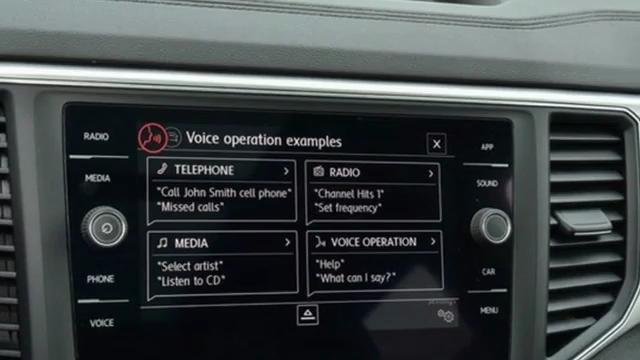 RADIO
MEDIA
PHONE
VOICE
Voice operation examples
X
TELEPHONE
"Call John Smith cell phone"
"Missed calls"
RADIO
"Channel Hits 1"
"Set frequency"
MEDIA
"Select artist"
"Listen to CD"
VOICE OPERATION
"Help"
"What can I say?"
APP
SOUND
CAR
MENU